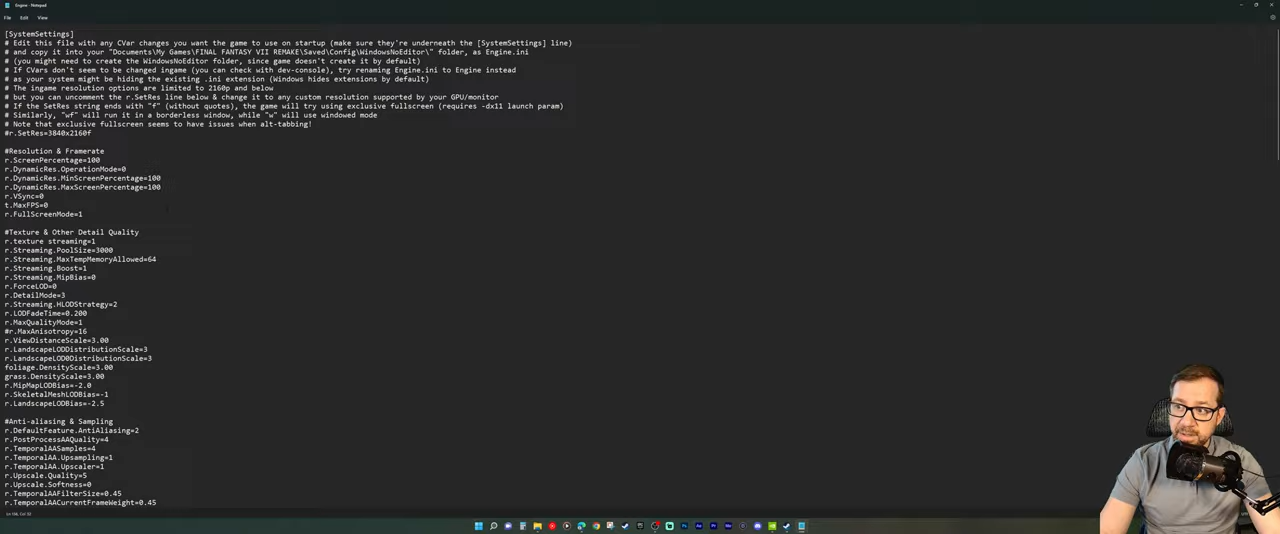 Engine - Notepad
File Edit View
[SystemSettings]
# Edit this file with any CVar changes you want the game to use on startup (make sure they're underneath the [SystemSettings] line)
# and copy it into your "Documents\My Games\FINAL FANTASY VII REMAKE\Saved\Config\WindowsNoEditor\" folder, as Engine.ini
# (you might need to create the WindowsNoEditor folder, since game doesn't create it by default)
# If CVars don't seem to be changed ingame (you can check with dev-console), try renaming Engine.ini to Engine instead
# as your system might be hiding the existing .ini extension (Windows hides extensions by default)
# The ingame resolution options are limited to 2160p and below
# but you can uncomment the r.SetRes line below & change it to any custom resolution supported by your GPU/monitor
# If the SetRes string ends with "f" (without quotes), the game will try using exclusive fullscreen (requires -dx11 launch param)
# Similarly, "wf" will run it in a borderless window, while "w" will use windowed mode
# Note that exclusive fullscreen seems to have issues when alt-tabbing!
#r.SetRes=3840x2160f
#Resolution & Framerate
r.ScreenPercentage=100
r.DynamicRes.OperationMode=0
r.DynamicRes.MinScreenPercentage=100
r.DynamicRes.MaxScreenPercentage=100
r.VSync=0
t.MaxFPS=0
r.FullScreenMode=1
#Texture & Other Detail Quality
r.texture streaming=1
r.Streaming.PoolSize=3000
r.Streaming.MaxTempMemoryAllowed=64
r.Streaming.Boost=1
r.Streaming.MipBias=0
r.ForceLOD=0
r.DetailMode=3
r.Streaming.HLODStrategy=2
r.LODFadeTime=0.200
r.MaxQualityMode=1
#r.MaxAnisotropy=16
r.ViewDistanceScale=3.00
r.LandscapeLODDistributionScale=3
r.LandscapeLOD0DistributionScale=3
foliage.DensityScale=3.00
grass.DensityScale=3.00
r.MipMapLODBias=-2.0
r.SkeletalMeshLODBias=-1
r.LandscapeLODBias=-2.5
#Anti-aliasing & Sampling
r.DefaultFeature.AntiAliasing=2
r.PostProcessAAQuality=4
r.TemporalAASamples=4
r.TemporalAA.Upsampling=1
r.TemporalAA.Upscaler=1
r.Upscale.Quality=5
r.Upscale.Softness=0
r.TemporalAAFilterSize=0.45
r.TemporalAACurrentFrameWeight=0.45